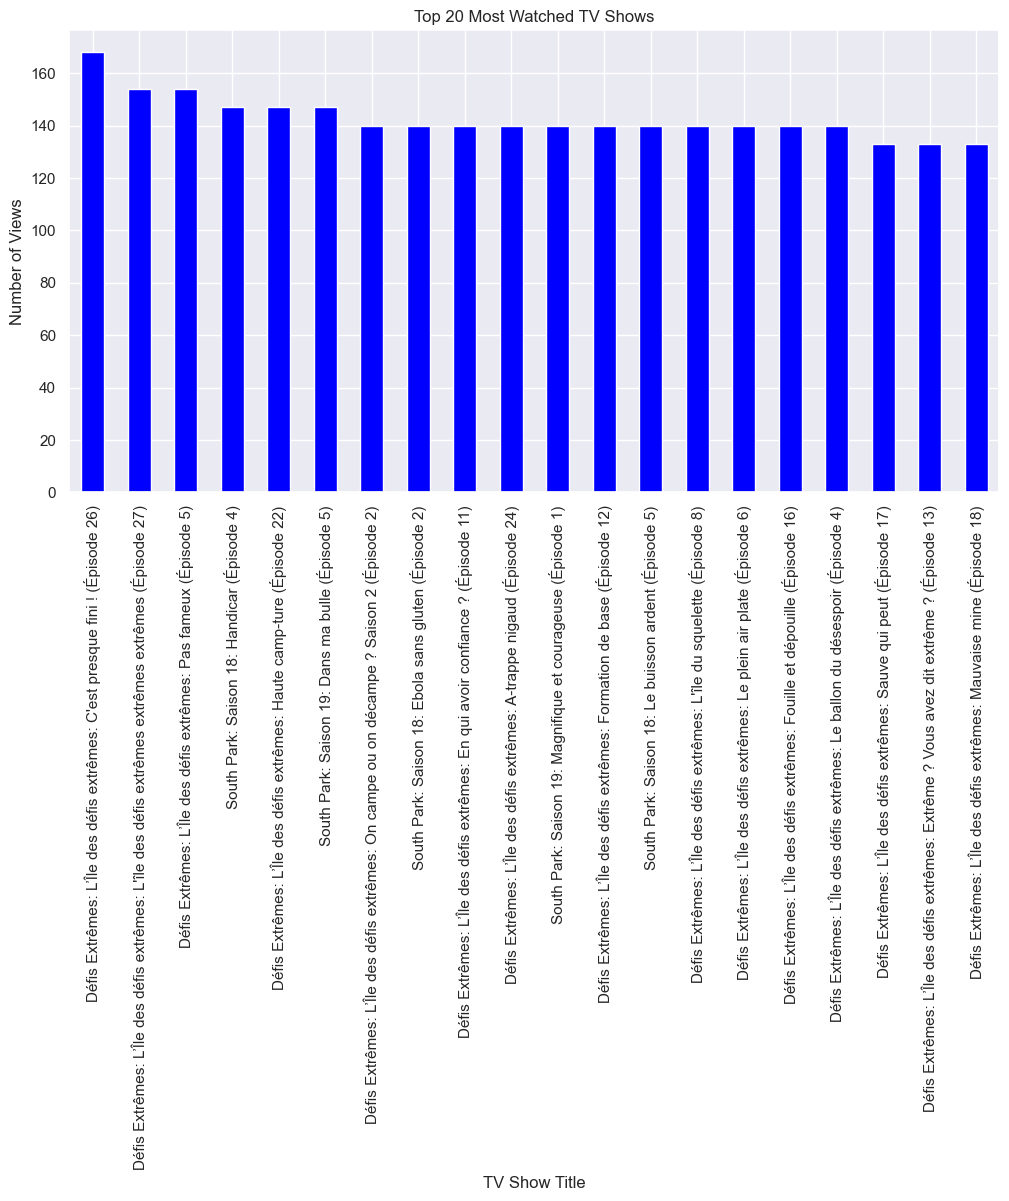 Top 20 Most Watched TV Shows
Number of Views
160
140
120
100
80
60
40
20
0
Défis Extrêmes: L'Île des défis extrêmes: C'est presque fini ! (Épisode 26)
Défis Extrêmes: L'Île des défis extrêmes: L'île des défis extrêmes extrêmes extrêmes (Épisode 27)
Défis Extrêmes: L'Île des défis extrêmes: Pas fameux (Épisode 5)
South Park: Saison 18: Handicar (Épisode 4)
Défis Extrêmes: L'Île des défis extrêmes: Haute camp-ture (Épisode 22)
South Park: Saison 19: Dans ma bulle (Épisode 5)
Défis Extrêmes: L'Île des défis extrêmes: On campe ou on décampe ? Saison 2 (Épisode 2)
South Park: Saison 18: Ebola sans gluten (Épisode 2)
Défis Extrêmes: L'Île des défis extrêmes: En qui avoir confiance ? (Épisode 11)
Défis Extrêmes: L'Île des défis extrêmes: A-trappe nigaud (Épisode 24)
South Park: Saison 19: Magnifique et courageuse (Épisode 1)
Défis Extrêmes: L'Île des défis extrêmes: Formation de base (Épisode 12)
South Park: Saison 18: Le buisson ardent (Épisode 5)
Défis Extrêmes: L'Île des défis extrêmes: L'île du squelette (Épisode 8)
Défis Extrêmes: L'Île des défis extrêmes: Le plein air plate (Épisode 6)
Défis Extrêmes: L'Île des défis extrêmes: Fouille et dépouille (Épisode 16)
Défis Extrêmes: L'Île des défis extrêmes: Le ballon du désespoir (Épisode 4)
Défis Extrêmes: L'Île des défis extrêmes: Sauve qui peut (Épisode 17)
Défis Extrêmes: L'Île des défis extrêmes: Extrême ? Vous avez dit extrême ? (Épisode 13)
Défis Extrêmes: L'Île des défis extrêmes: Mauvaise mine (Épisode 18)
TV Show Title